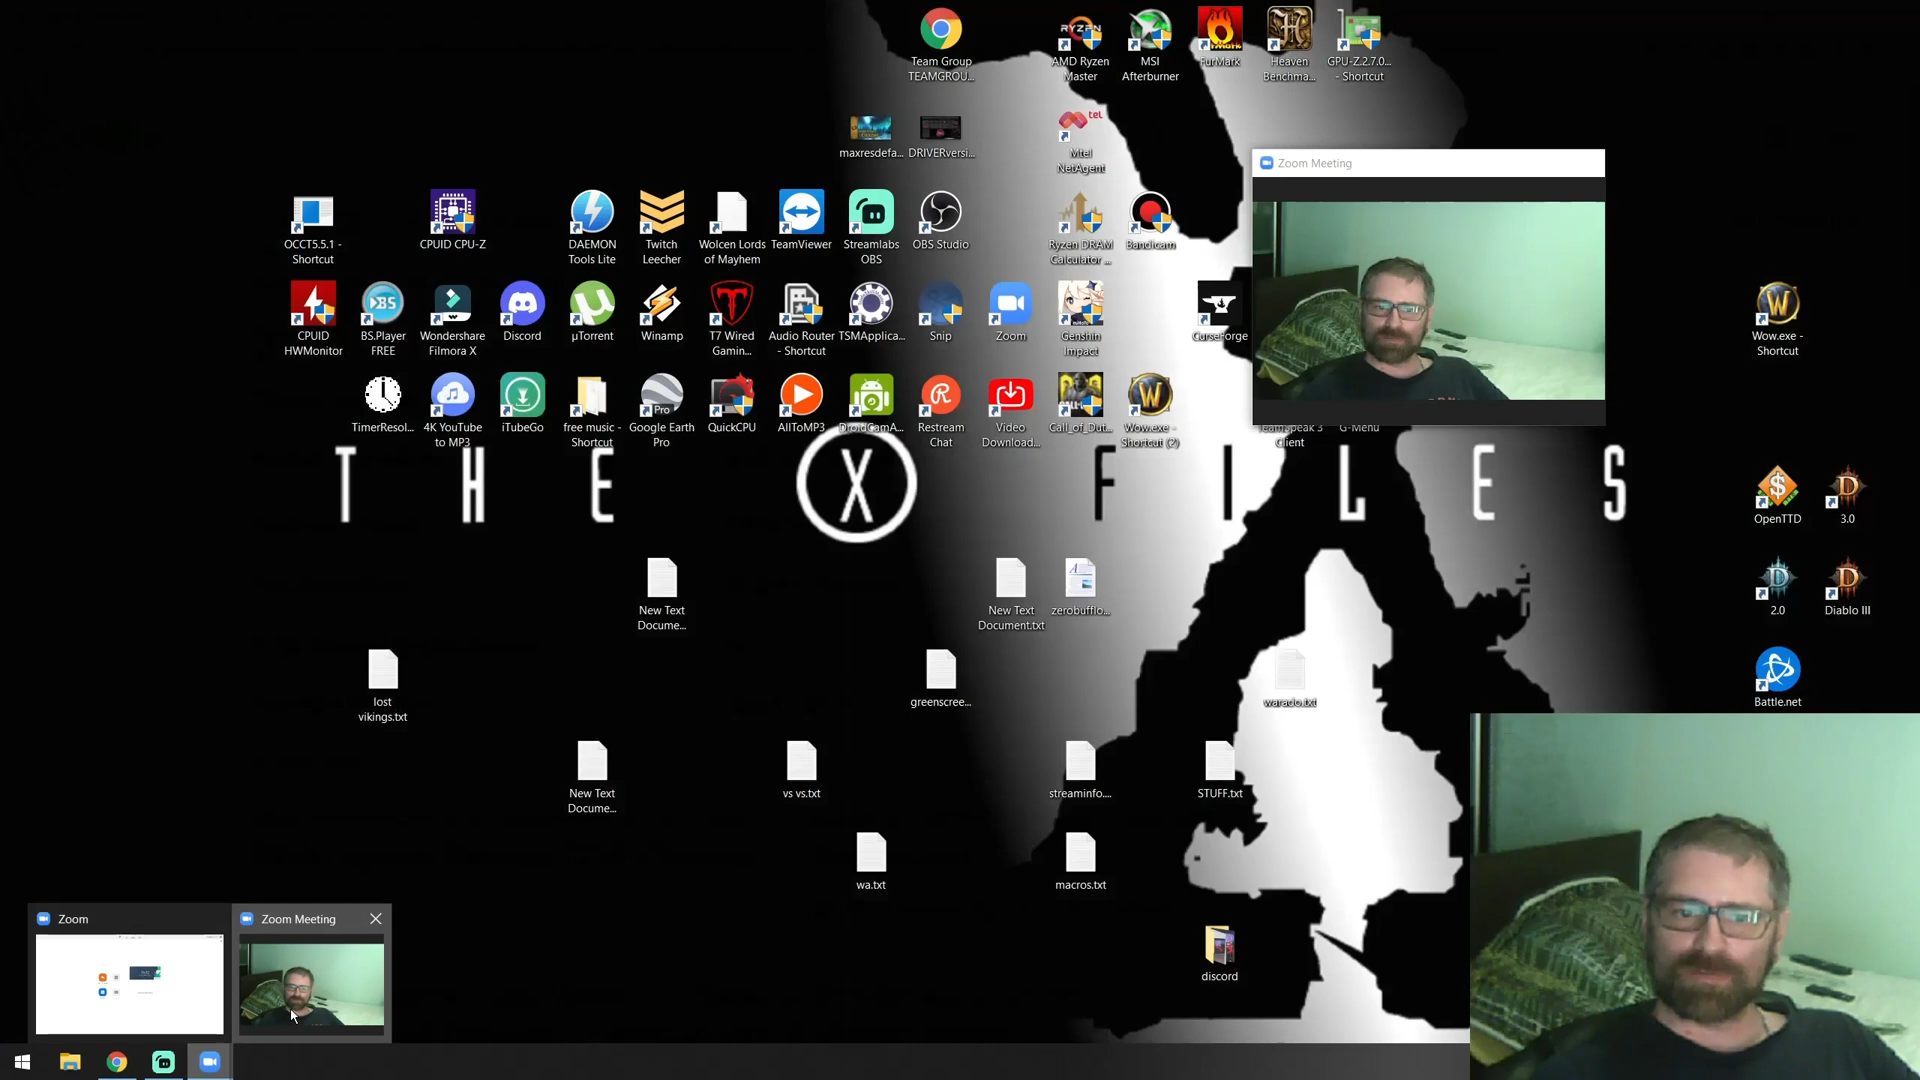 Team Group
TEAMGROU...
AMD Ryzen
Master
MSI
Afterburner
FurMark
Heaven
Benchma...
GPU-Z.2.7.0...
- Shortcut
maxresdefa...
DRIVERversi...
Mtel
NetAgent
Zoom Meeting
OCCT5.5.1 -
Shortcut
CPUID CPU-Z
DAEMON
Tools Lite
Twitch
Leecher
Wolcen Lords
of Mayhem
TeamViewer
Streamlabs
OBS
OBS Studio
Ryzen DRAM
Calculator ...
Bandicam
CPUID
HWMonitor
BS.Player
FREE
Wondershare
Filmora X
Discord
µTorrent
Winamp
T7 Wired
Gamin...
Audio Router
- Shortcut
TSMApplica...
Snip
Zoom
Genshin
Impact
CurseForge
Wow.exe -
Shortcut
TimerResol...
4K YouTube
to MP3
iTubeGo
free music -
Shortcut
Google Earth
Pro
QuickCPU
AllToMP3
DroidCamA...
Restream
Chat
Video
Download...
Call_of_Dut...
Wow.exe -
Shortcut (2)
TeamSpeak 3
Client
G-Menu
THE X FILES
OpenTTD
3.0
New Text
Docume...
New Text
Document.txt
zerobufflo...
2.0
Diablo III
lost
vikings.txt
greenscree...
warado.txt
Battle.net
New Text
Docume...
vs vs.txt
streaminfo....
STUFF.txt
wa.txt
macros.txt
discord
Zoom
Zoom Meeting